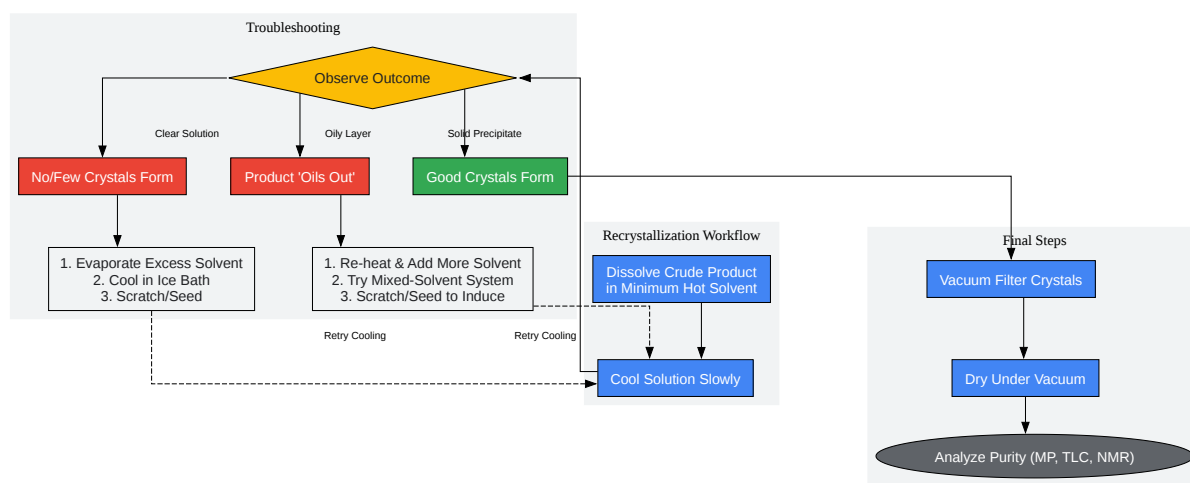 Troubleshooting
Observe Outcome
Clear Solution
Oily Layer
Solid Precipitate
No/Few Crystals Form
Product 'Oils Out'
Good Crystals Form
1. Evaporate Excess Solvent
2. Cool in Ice Bath
3. Scratch/Seed
1. Re-heat & Add More Solvent
2. Try Mixed-Solvent System
3. Scratch/Seed to Induce
Retry Cooling
Retry Cooling
Recrystallization Workflow
Dissolve Crude Product
in Minimum Hot Solvent
Cool Solution Slowly
Final Steps
Vacuum Filter Crystals
Dry Under Vacuum
Analyze Purity (MP, TLC, NMR)